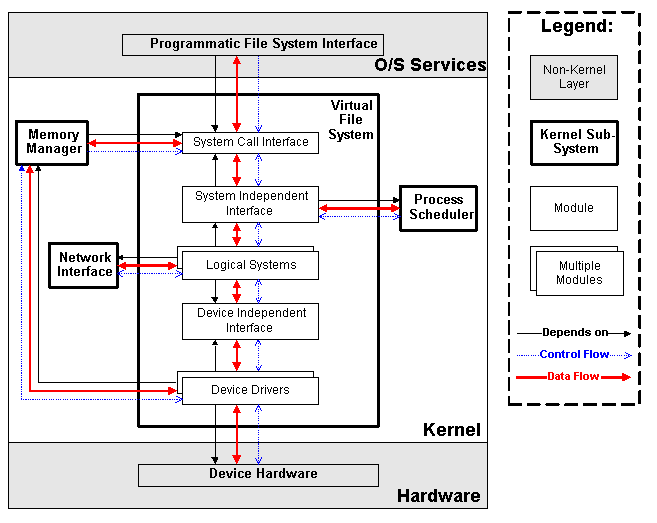 Programmatic File System Interface
O/S Services
Virtual
File
System
Memory
Manager
System Call Interface
System Independent
Interface
Process
Scheduler
Network
Interface
Logical Systems
Device Independent
Interface
Device Drivers
Kernel
Device Hardware
Hardware
Legend:
Non-Kernel
Layer
Kernel Sub-
System
Module
Multiple
Modules
Depends on
Control Flow
Data Flow